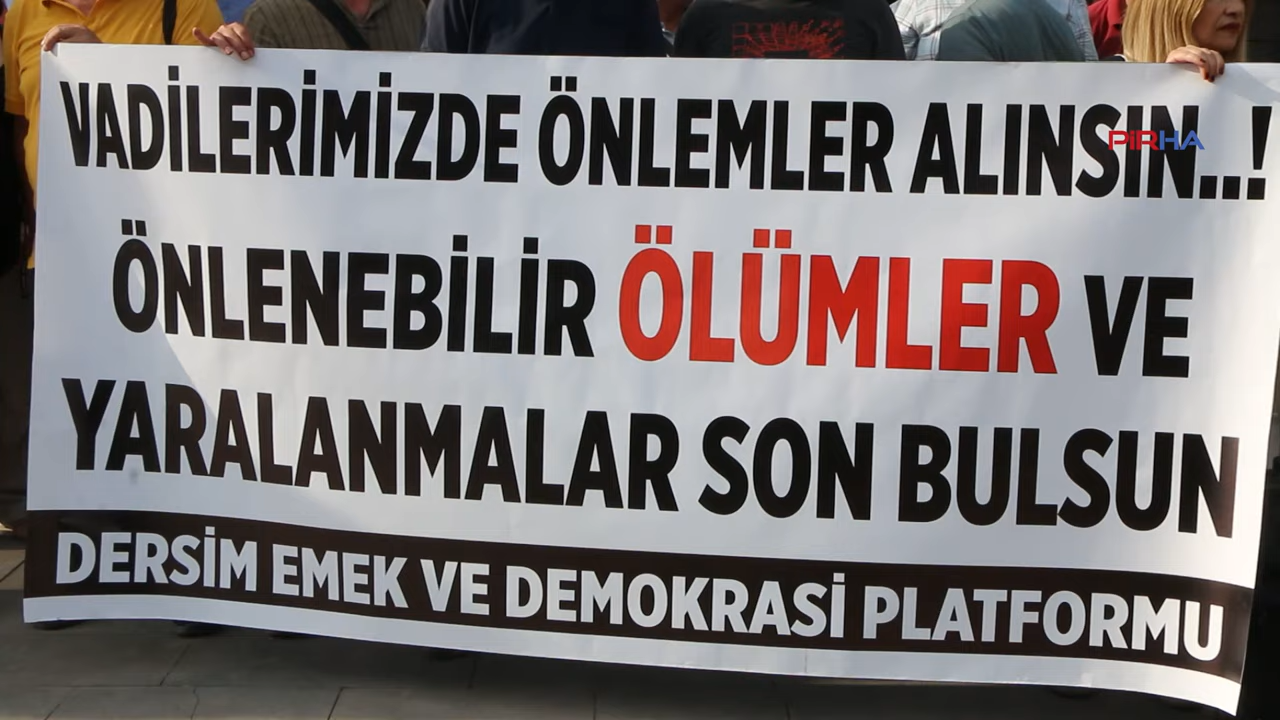 VADİLERİMİZDE ÖNLEMLER ALINSIN...!
PİRHA
ÖNLENEBİLİR ÖLÜMLER VE
YARALANMALAR SON BULSUN
DERSİM EMEK VE DEMOKRASİ PLATFORMU